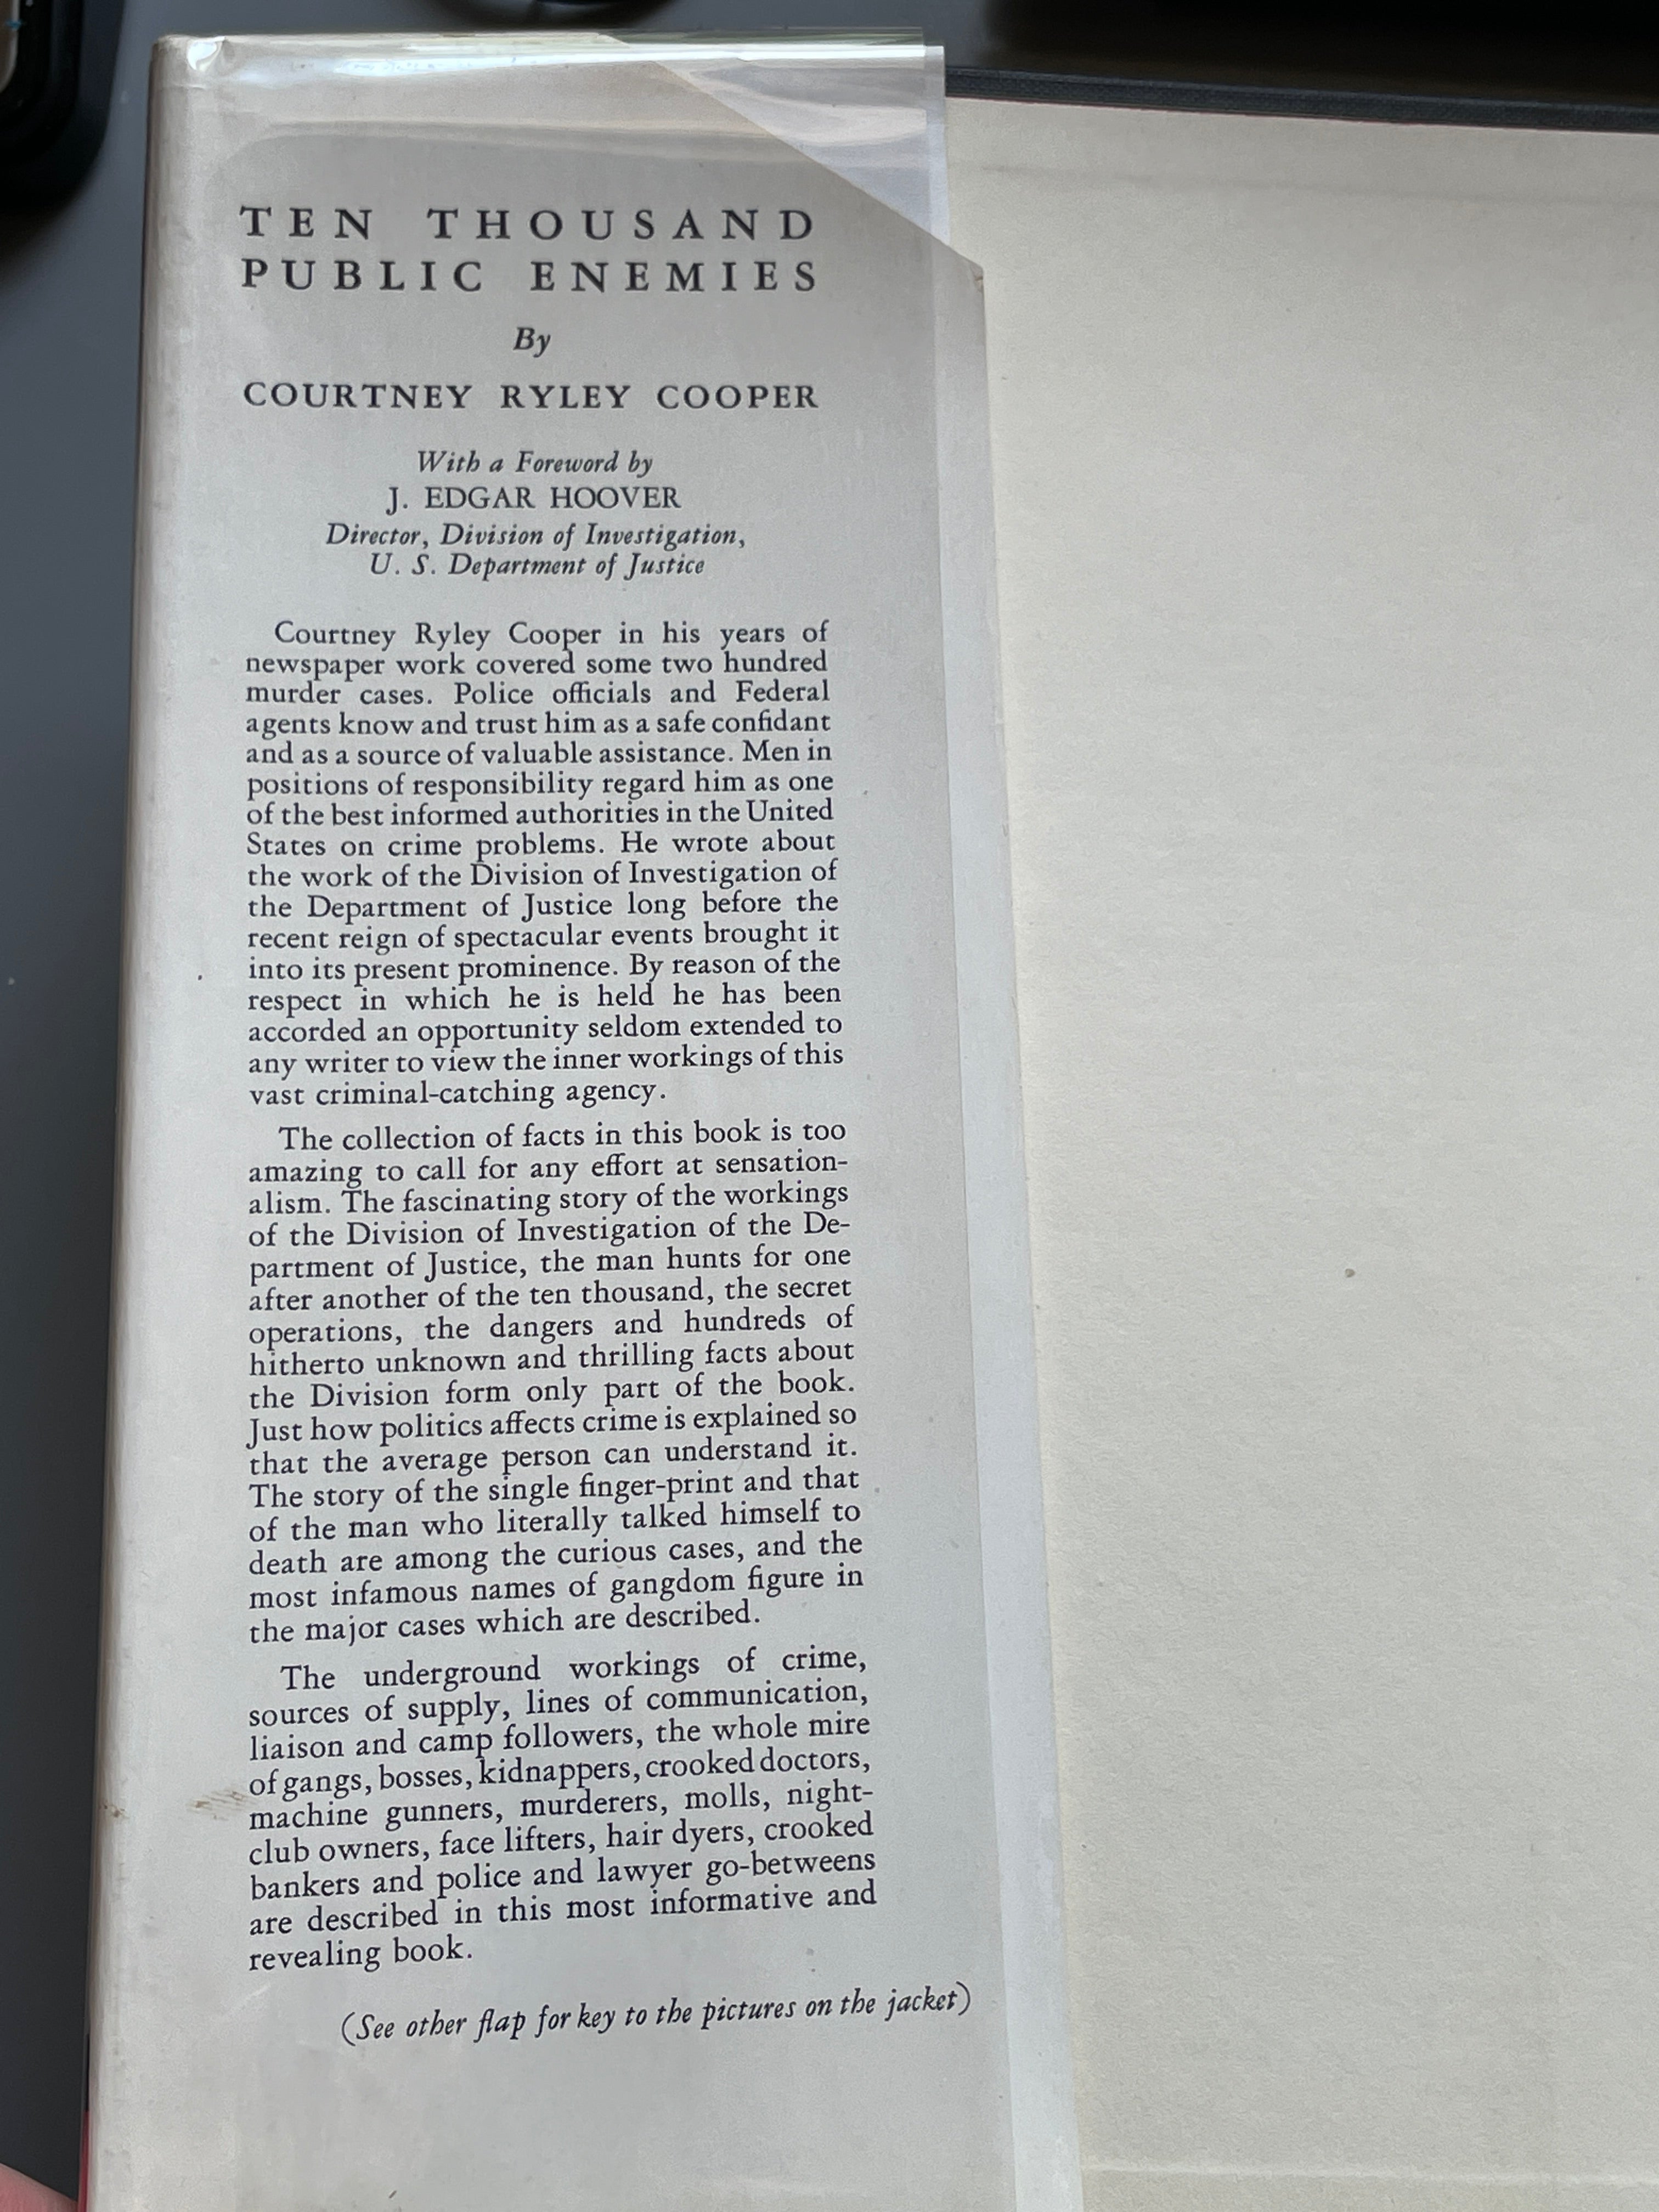 TEN THOUSAND
PUBLIC ENEMIES
By
COURTNEY RYLEY COOPER
With a Foreword by
J. EDGAR HOOVER
Director, Division of Investigation,
U. S. Department of Justice
Courtney Ryley Cooper in his years of
newspaper work covered some two hundred
murder cases. Police officials and Federal
agents know and trust him as a safe confidant
and as a source of valuable assistance. Men in
positions of responsibility regard him as one
of the best informed authorities in the United
States on crime problems. He wrote about
the work of the Division of Investigation of
the Department of Justice long before the
recent reign of spectacular events brought it
into its present prominence. By reason of the
respect in which he is held he has been
accorded an opportunity seldom extended to
any writer to view the inner workings of this
vast criminal-catching agency.
The collection of facts in this book is too
amazing to call for any effort at sensation-
alism. The fascinating story of the workings
of the Division of Investigation of the De-
partment of Justice, the man hunts for one
after another of the ten thousand, the secret
operations, the dangers and hundreds of
hitherto unknown and thrilling facts about
the Division form only part of the book.
Just how politics affects crime is explained so
that the average person can understand it.
The story of the single finger-print and that
of the man who literally talked himself to
death are among the curious cases, and the
most infamous names of gangdom figure in
the major cases which are described.
The underground workings of crime,
sources of supply, lines of communication,
liaison and camp followers, the whole mire
of gangs, bosses, kidnappers, crooked doctors,
machine gunners, murderers, molls, night-
club owners, face lifters, hair dyers, crooked
bankers and police and lawyer go-betweens
are described in this most informative and
revealing book.
(See other flap for key to the pictures on the jacket)